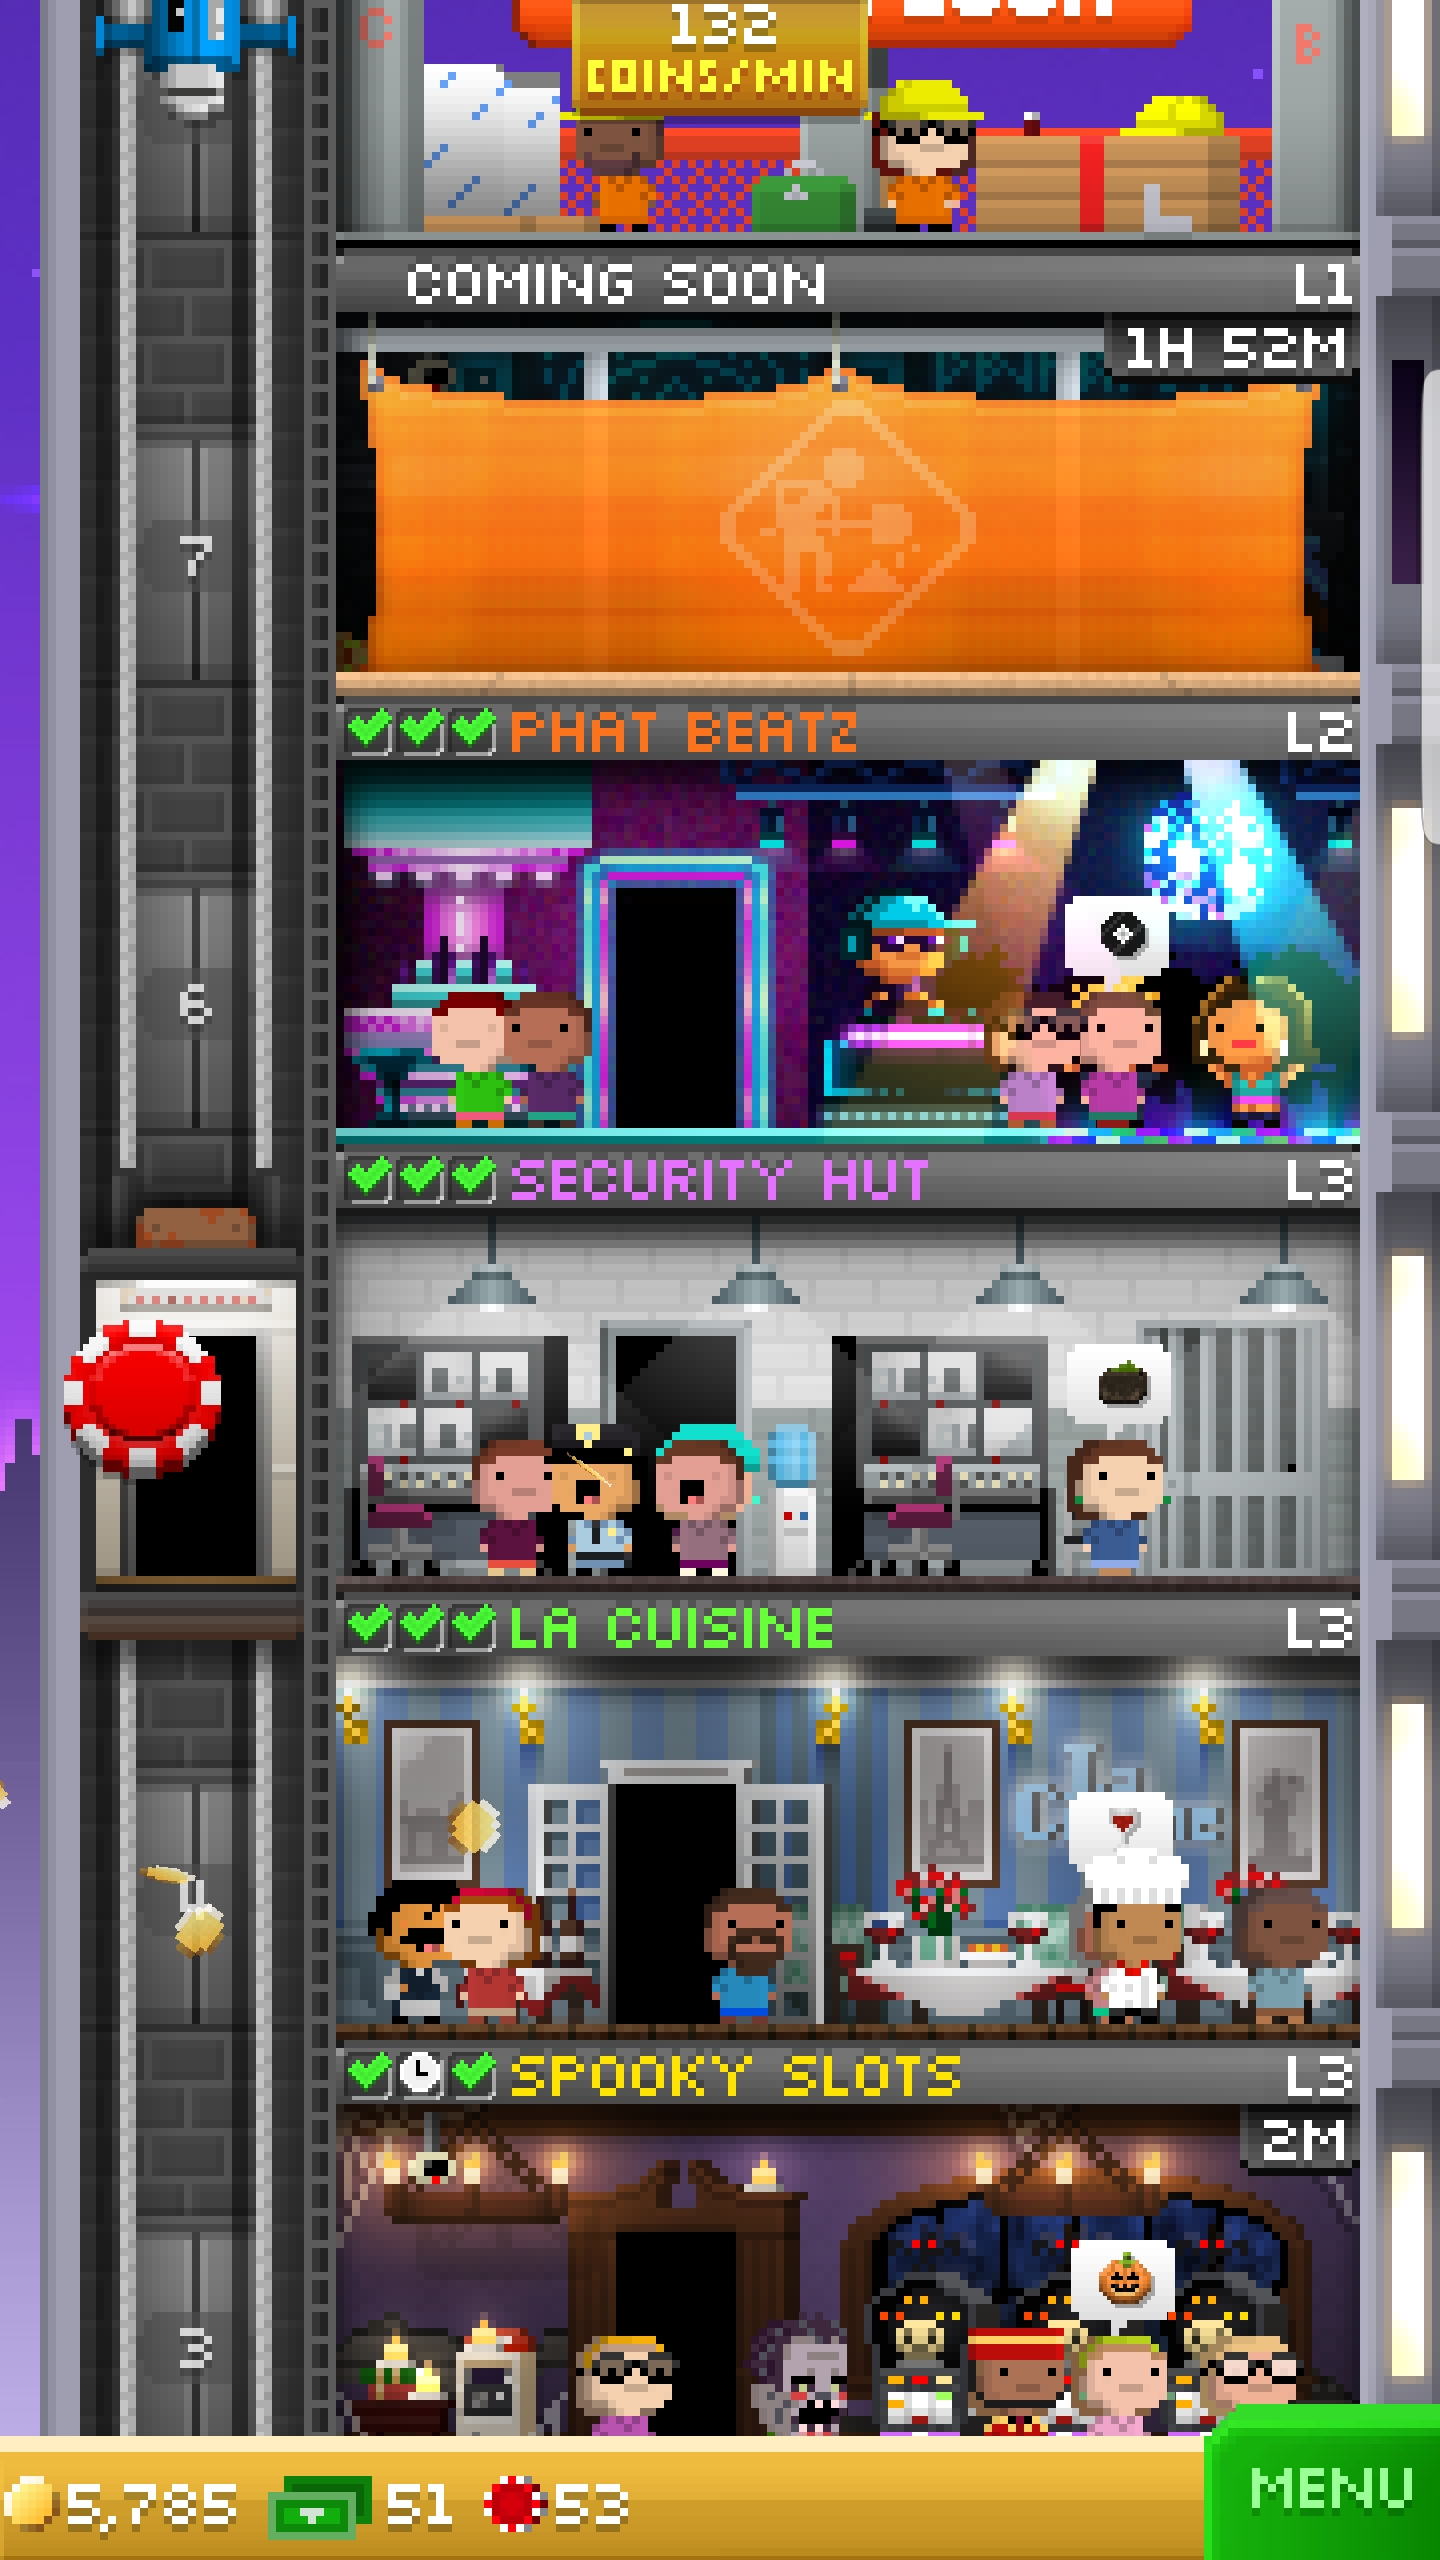 C
B
132
COINS/MIN
COMING SOON L1
1H 52M
7
PHAT BEATZ L2
6
SECURITY HUT L3
LA CUISINE L3
La
SPOOKY SLOTS L3
2M
3
5,785 51 53
MENU